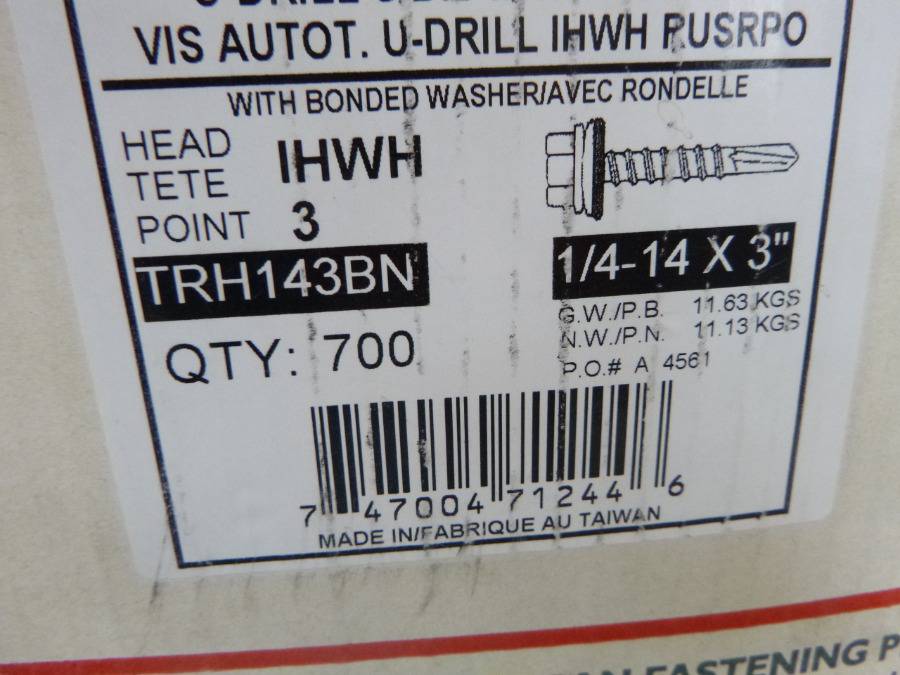 VIS AUTOT. U-DRILL IHWH RUSRPO
WITH BONDED WASHER/AVEC RONDELLE
HEAD
TETE IHWH
POINT 3
TRH143BN 1/4-14 X 3"
G.W./P.B. 11.63 KGS
N.W./P.N. 11.13 KGS
QTY: 700
P.O.# A 4561
7 47004 71244 6
MADE IN/FABRIQUE AU TAIWAN
FASTENING